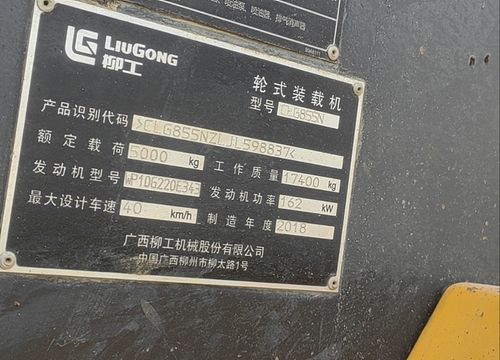 LIUGONG
柳工
轮式装载机
型号 CLG855N
产品识别代码 >CLG855NZLJL598837<
额定载荷 5000 kg 工作质量 17400 kg
发动机型号 WP10G220E343 发动机功率 162 kW
最大设计车速 40 km/h 制造年度 2018
广西柳工机械股份有限公司
中国广西柳州市柳太路1号